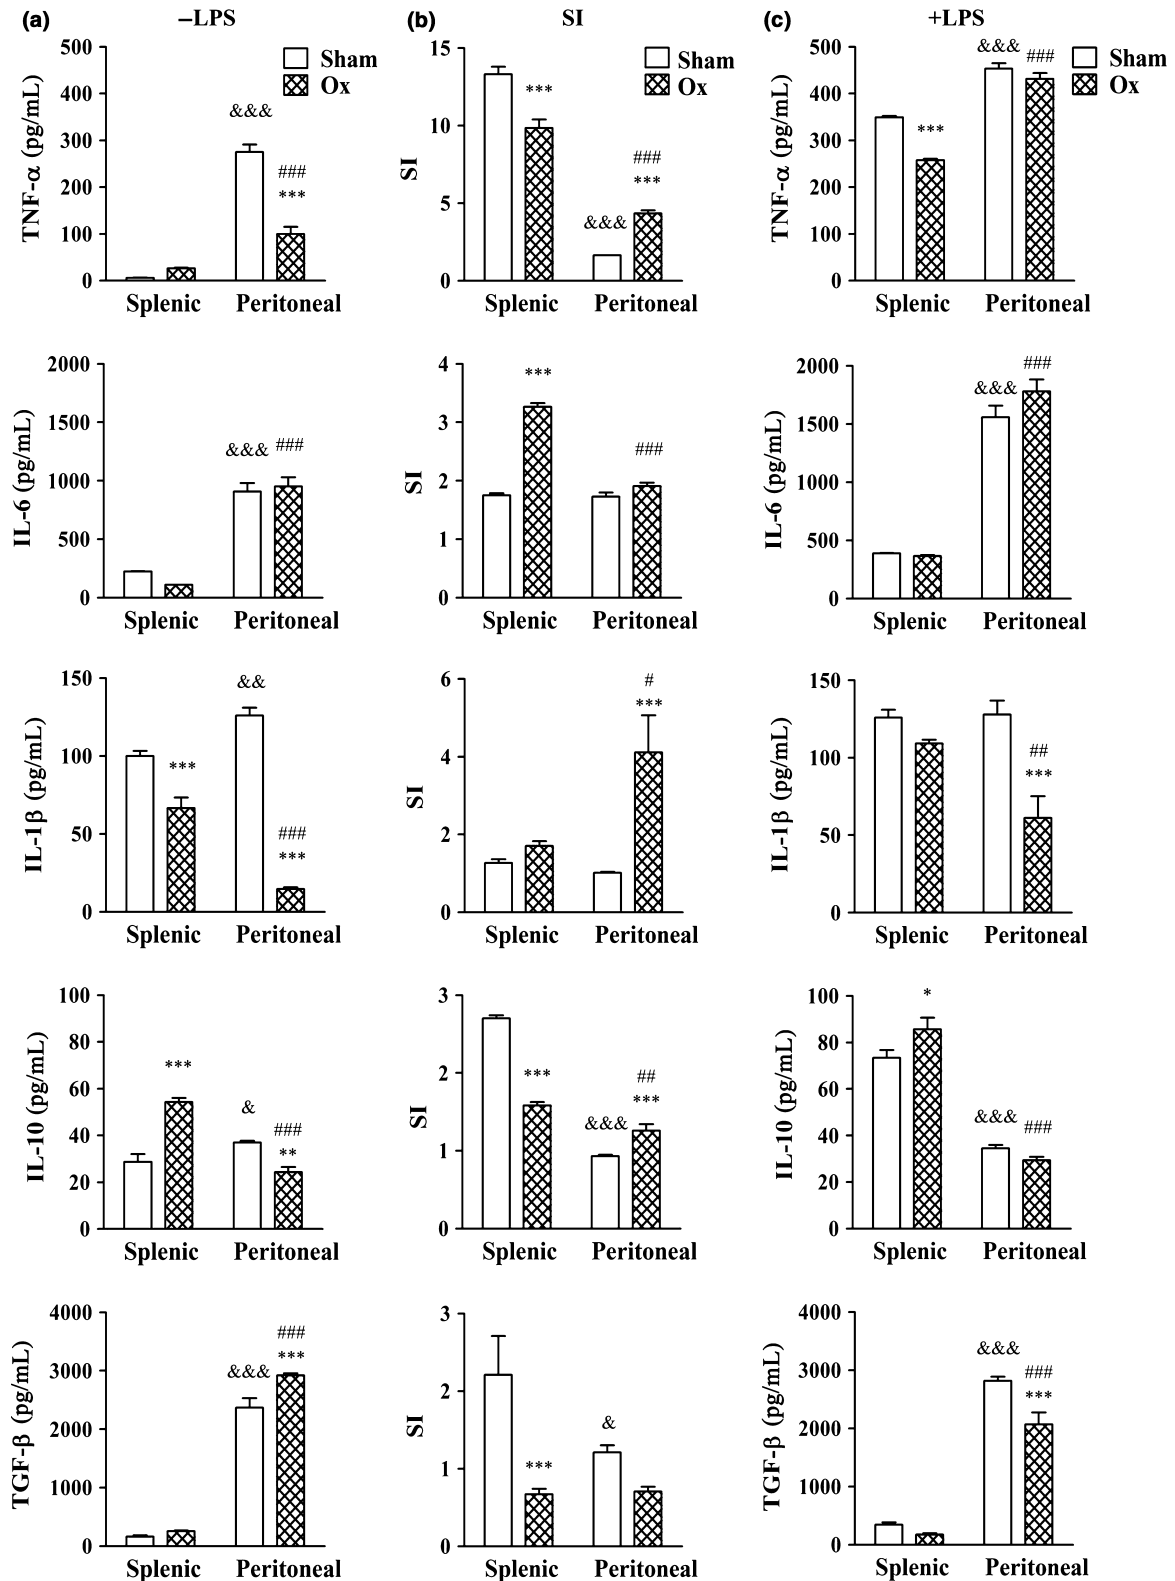 (a) –LPS
TNF-α (pg/mL)
500
400
300
200
100
0
Sham
Ox
&&&
###
***
Splenic Peritoneal
(b) SI
SI
15
10
5
0
Sham
Ox
***
&&&
###
***
Splenic Peritoneal
(c) +LPS
TNF-α (pg/mL)
500
400
300
200
100
0
Sham
Ox
***
&&& ###
Splenic Peritoneal
IL-6 (pg/mL)
2000
1500
1000
500
0
&&& ###
Splenic Peritoneal
SI
4
3
2
1
0
***
###
Splenic Peritoneal
IL-6 (pg/mL)
2000
1500
1000
500
0
&&& ###
Splenic Peritoneal
IL-1β (pg/mL)
150
100
50
0
***
&&
###
***
Splenic Peritoneal
SI
6
4
2
0
#
***
Splenic Peritoneal
IL-1β (pg/mL)
150
100
50
0
##
***
Splenic Peritoneal
IL-10 (pg/mL)
100
80
60
40
20
0
***
&
###
**
Splenic Peritoneal
SI
3
2
1
0
***
&&&
##
***
Splenic Peritoneal
IL-10 (pg/mL)
100
80
60
40
20
0
*
&&& ###
Splenic Peritoneal
TGF-β (pg/mL)
4000
3000
2000
1000
0
&&&
###
***
Splenic Peritoneal
SI
3
2
1
0
***
&
Splenic Peritoneal
TGF-β (pg/mL)
4000
3000
2000
1000
0
&&&
###
***
Splenic Peritoneal